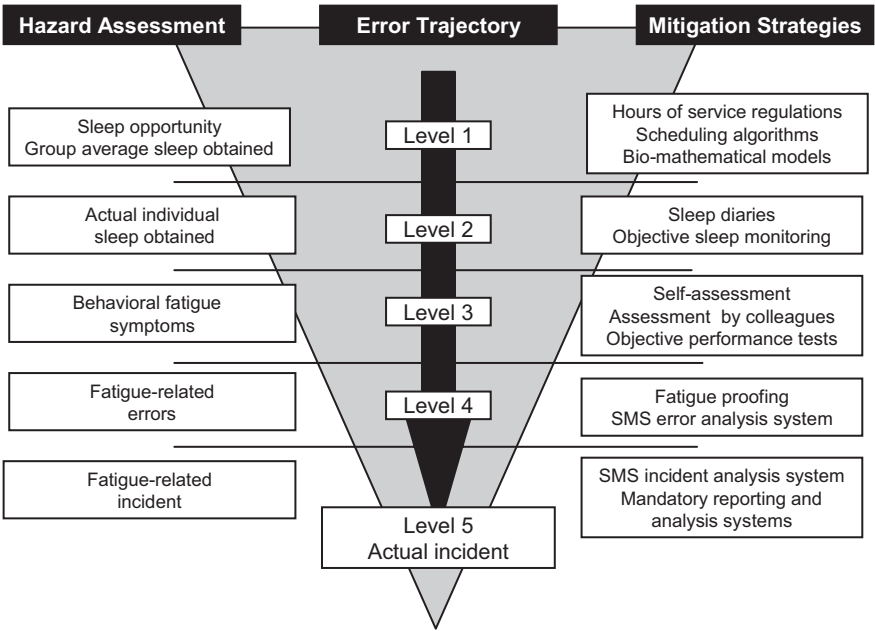 Hazard Assessment
Error Trajectory
Mitigation Strategies
Sleep opportunity
Group average sleep obtained
Level 1
Hours of service regulations
Scheduling algorithms
Bio-mathematical models
Actual individual
sleep obtained
Level 2
Sleep diaries
Objective sleep monitoring
Behavioral fatigue
symptoms
Level 3
Self-assessment
Assessment by colleagues
Objective performance tests
Fatigue-related
errors
Level 4
Fatigue proofing
SMS error analysis system
Fatigue-related
incident
Level 5
Actual incident
SMS incident analysis system
Mandatory reporting and
analysis systems